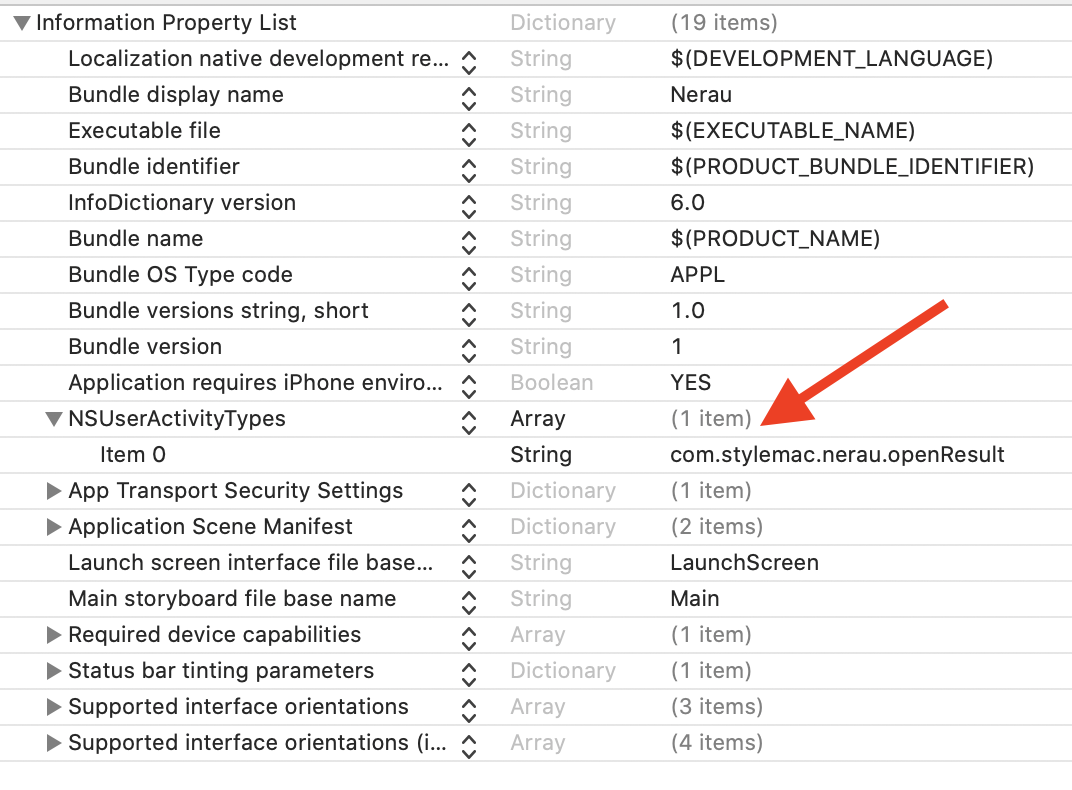 Information Property List Dictionary (19 items)
Localization native development re... String $(DEVELOPMENT_LANGUAGE)
Bundle display name String Nerau
Executable file String $(EXECUTABLE_NAME)
Bundle identifier String $(PRODUCT_BUNDLE_IDENTIFIER)
InfoDictionary version String 6.0
Bundle name String $(PRODUCT_NAME)
Bundle OS Type code String APPL
Bundle versions string, short String 1.0
Bundle version String 1
Application requires iPhone enviro... Boolean YES
NSUserActivityTypes Array (1 item)
Item 0 String com.stylemac.nerau.openResult
App Transport Security Settings Dictionary (1 item)
Application Scene Manifest Dictionary (2 items)
Launch screen interface file base... String LaunchScreen
Main storyboard file base name String Main
Required device capabilities Array (1 item)
Status bar tinting parameters Dictionary (1 item)
Supported interface orientations Array (3 items)
Supported interface orientations (i... Array (4 items)